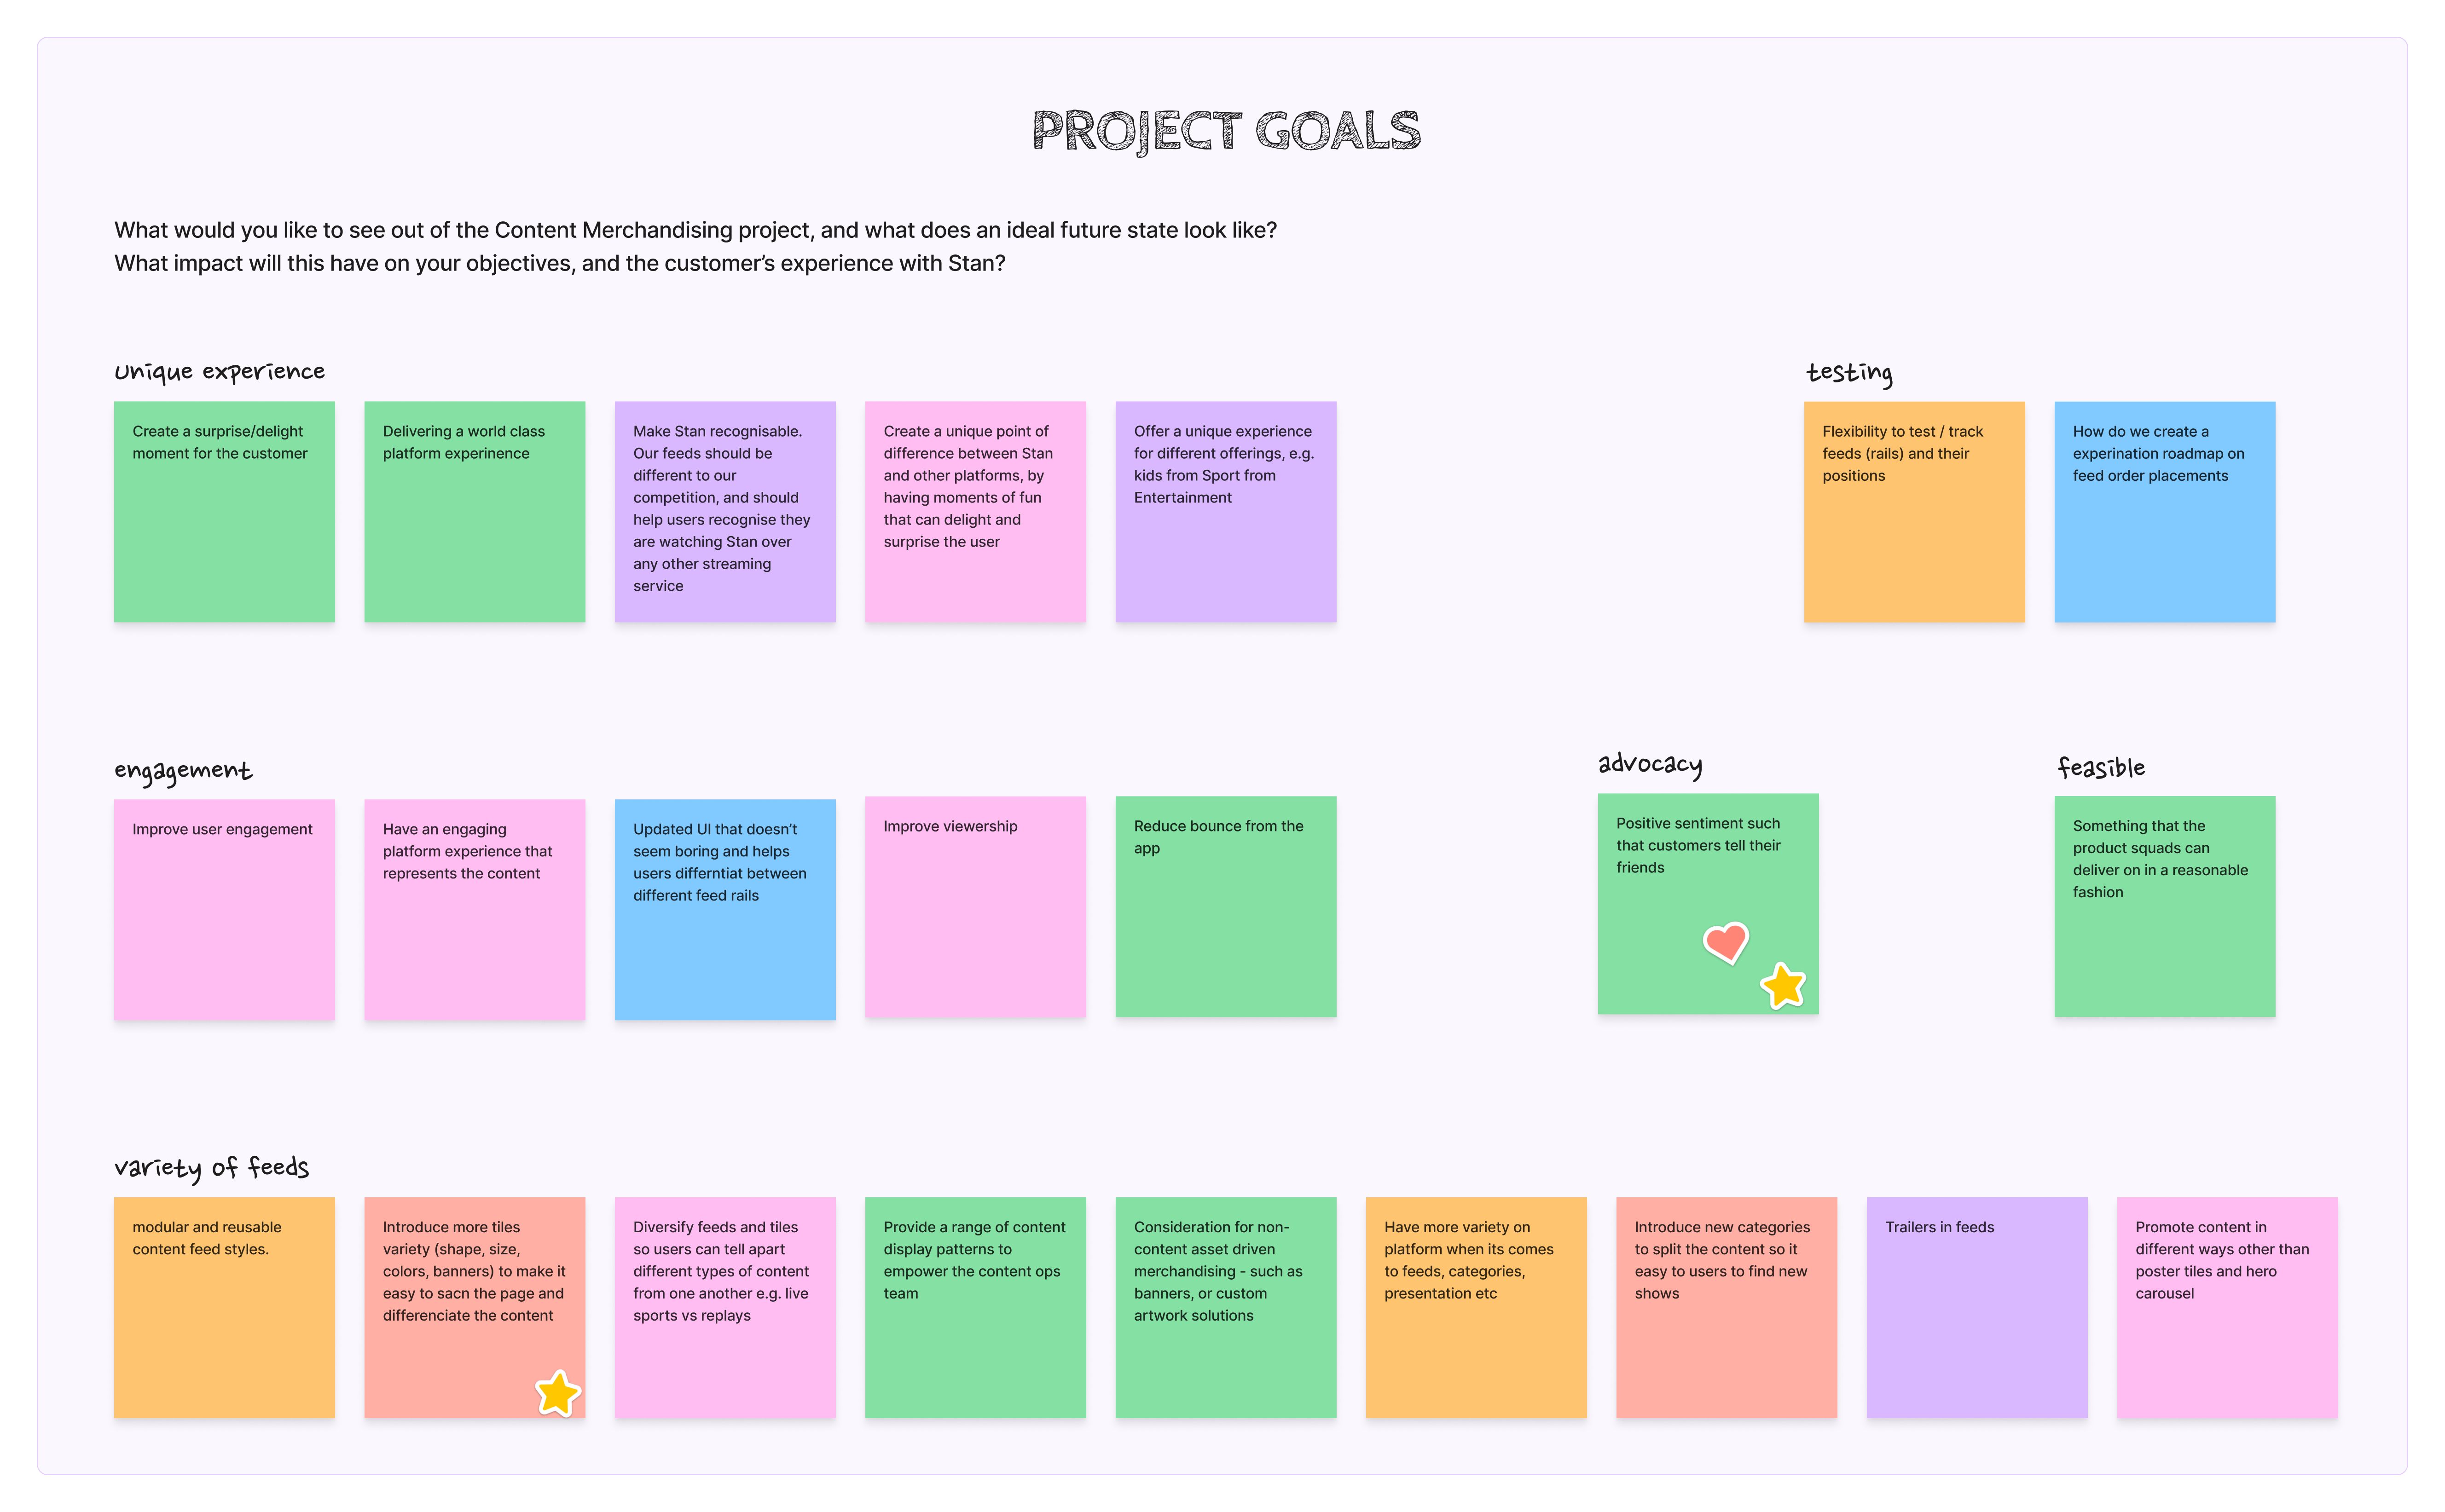 PROJECT GOALS
What would you like to see out of the Content Merchandising project, and what does an ideal future state look like?
What impact will this have on your objectives, and the customer’s experience with Stan?
Unique experience
Create a surprise/delight
moment for the customer
Delivering a world class
platform experinence
Make Stan recognisable.
Our feeds should be
different to our
competition, and should
help users recognise they
are watching Stan over
any other streaming
service
Create a unique point of
difference between Stan
and other platforms, by
having moments of fun
that can delight and
surprise the user
Offer a unique experience
for different offerings, e.g.
kids from Sport from
Entertainment
testing
Flexibility to test / track
feeds (rails) and their
positions
How do we create a
experination roadmap on
feed order placements
engagement
Improve user engagement
Have an engaging
platform experience that
represents the content
Updated UI that doesn’t
seem boring and helps
users differntiat between
different feed rails
Improve viewership
Reduce bounce from the
app
advocacy
Positive sentiment such
that customers tell their
friends
feasible
Something that the
product squads can
deliver on in a reasonable
fashion
variety of feeds
modular and reusable
content feed styles.
Introduce more tiles
variety (shape, size,
colors, banners) to make it
easy to sacn the page and
differenciate the content
Diversify feeds and tiles
so users can tell apart
different types of content
from one another e.g. live
sports vs replays
Provide a range of content
display patterns to
empower the content ops
team
Consideration for non-
content asset driven
merchandising - such as
banners, or custom
artwork solutions
Have more variety on
platform when its comes
to feeds, categories,
presentation etc
Introduce new categories
to split the content so it
easy to users to find new
shows
Trailers in feeds
Promote content in
different ways other than
poster tiles and hero
carousel